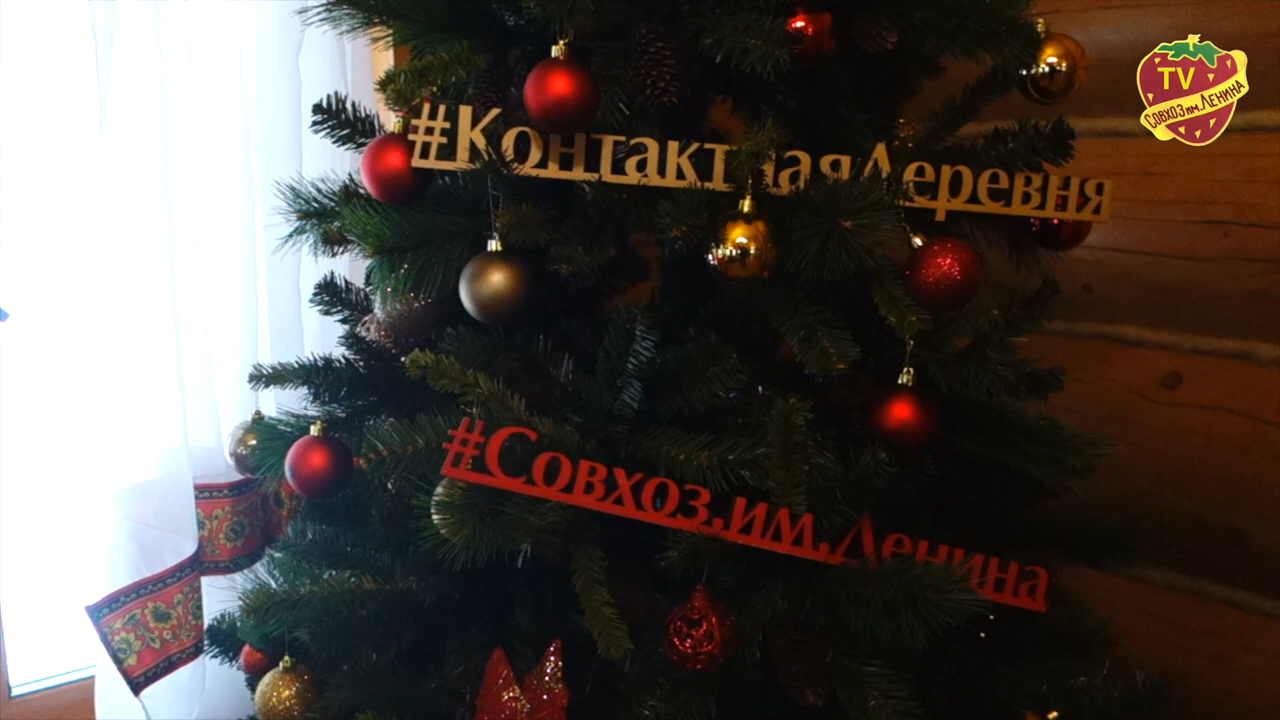 #КонтактнаяДеревня
#Совхоз.им.Ленина
TV
СОВХОЗ им. ЛЕНИНА